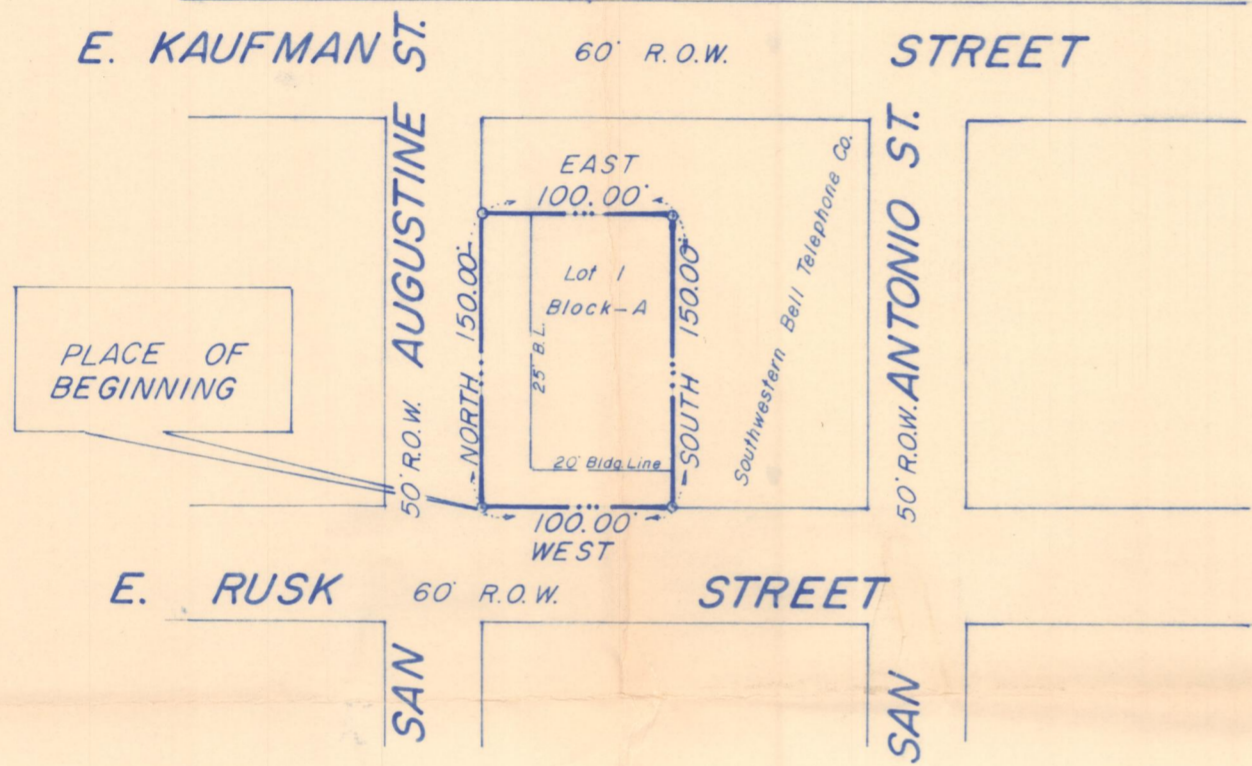 E. KAUFMAN
60' R.O.W.
STREET
SAN AUGUSTINE ST.
50' R.O.W.
SAN ANTONIO ST.
50' R.O.W.
EAST
100.00'
NORTH 150.00'
Lot 1
Block-A
25' B.L.
20' Bldg. Line
SOUTH 150.00'
Southwestern Bell Telephone Co.
PLACE OF
BEGINNING
100.00'
WEST
E. RUSK
60' R.O.W.
STREET